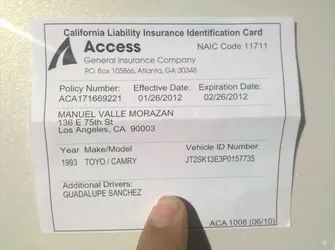 California Liability Insurance Identification Card
Access NAIC Code 11711
General Insurance Company
P.O. Box 105866, Atlanta, GA 30348
Policy Number: Effective Date: Expiration Date:
ACA171669221 01/26/2012 02/26/2012
MANUEL VALLE MORAZAN
136 E 75th St
Los Angeles, CA 90003
Year Make/Model Vehicle ID Number
1993 TOYO / CAMRY JT2SK13E3P0157735
Additional Drivers:
GUADALUPE SANCHEZ
ACA 1008 (06/10)